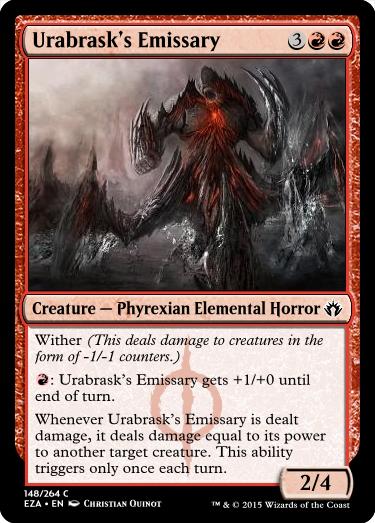 Urabrask's Emissary 3
Creature — Phyrexian Elemental Horror
Wither (This deals damage to creatures in the
form of -1/-1 counters.)
: Urabrask's Emissary gets +1/+0 until
end of turn.
Whenever Urabrask's Emissary is dealt
damage, it deals damage equal to its power
to another target creature. This ability
triggers only once each turn.
2/4
148/264 C
EZA • EN Christian Quinot
™ & © 2015 Wizards of the Coast